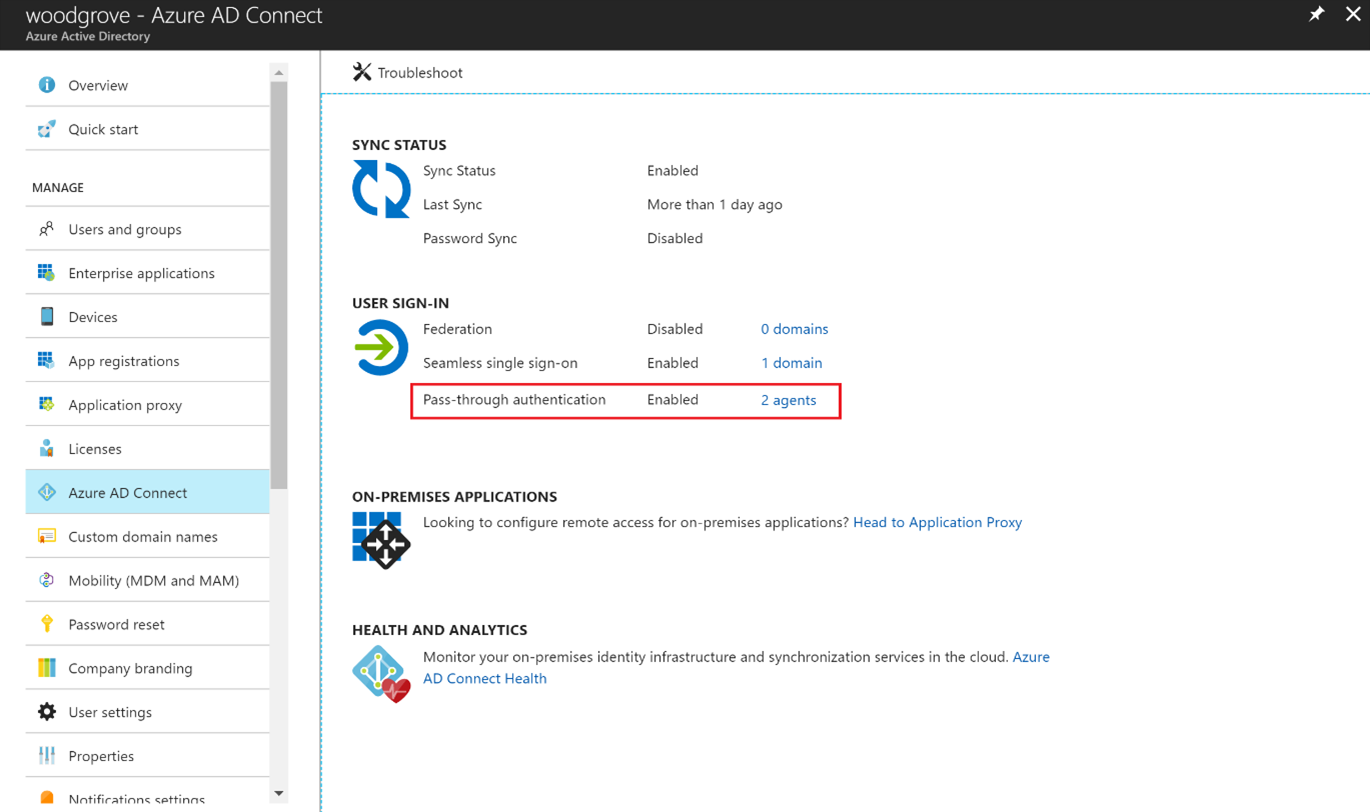 woodgrove - Azure AD Connect
Azure Active Directory
Overview
Quick start
MANAGE
Users and groups
Enterprise applications
Devices
App registrations
Application proxy
Licenses
Azure AD Connect
Custom domain names
Mobility (MDM and MAM)
Password reset
Company branding
User settings
Properties
Notifications settings
Troubleshoot
SYNC STATUS
Sync Status Enabled
Last Sync More than 1 day ago
Password Sync Disabled
USER SIGN-IN
Federation Disabled 0 domains
Seamless single sign-on Enabled 1 domain
Pass-through authentication Enabled 2 agents
ON-PREMISES APPLICATIONS
Looking to configure remote access for on-premises applications? Head to Application Proxy
HEALTH AND ANALYTICS
Monitor your on-premises identity infrastructure and synchronization services in the cloud. Azure
AD Connect Health